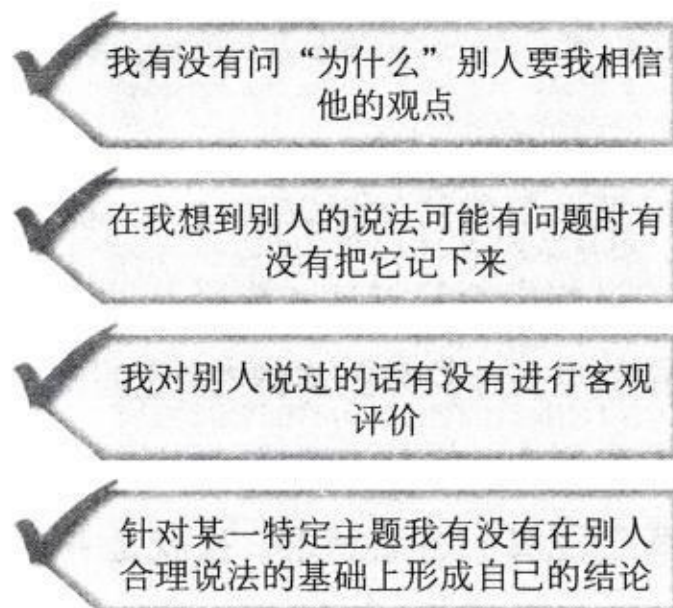 我有没有问“为什么”别人要我相信
他的观点
在我想到别人的说法可能有问题时有
没有把它记下来
我对别人说过的话有没有进行客观
评价
针对某一特定主题我有没有在别人
合理说法的基础上形成自己的结论